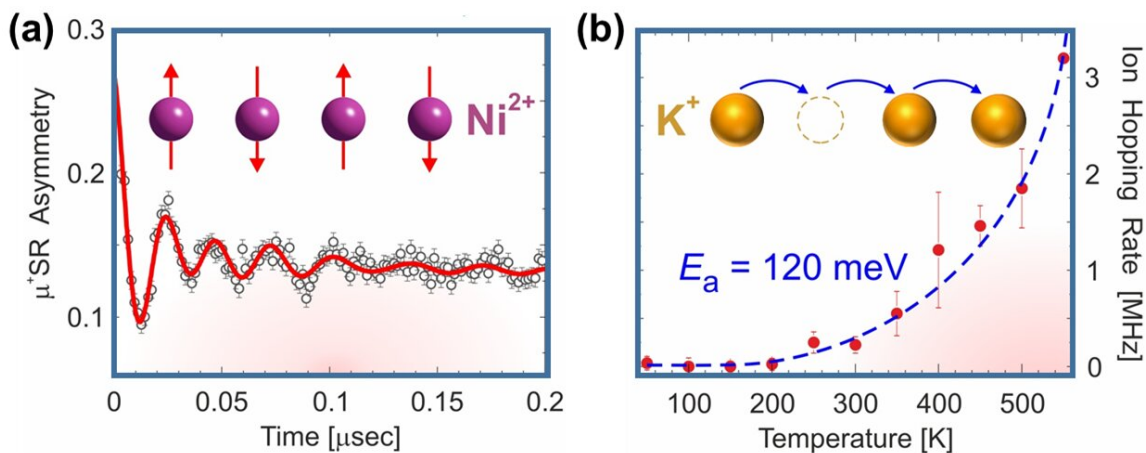 (a)
0.3
0.2
0.1
μ⁺SR Asymmetry
Ni²⁺
0 0.05 0.1 0.15 0.2
Time [μsec]
(b)
K⁺
Eₐ = 120 meV
3
2
1
0
Ion Hopping Rate [MHz]
100 200 300 400 500
Temperature [K]